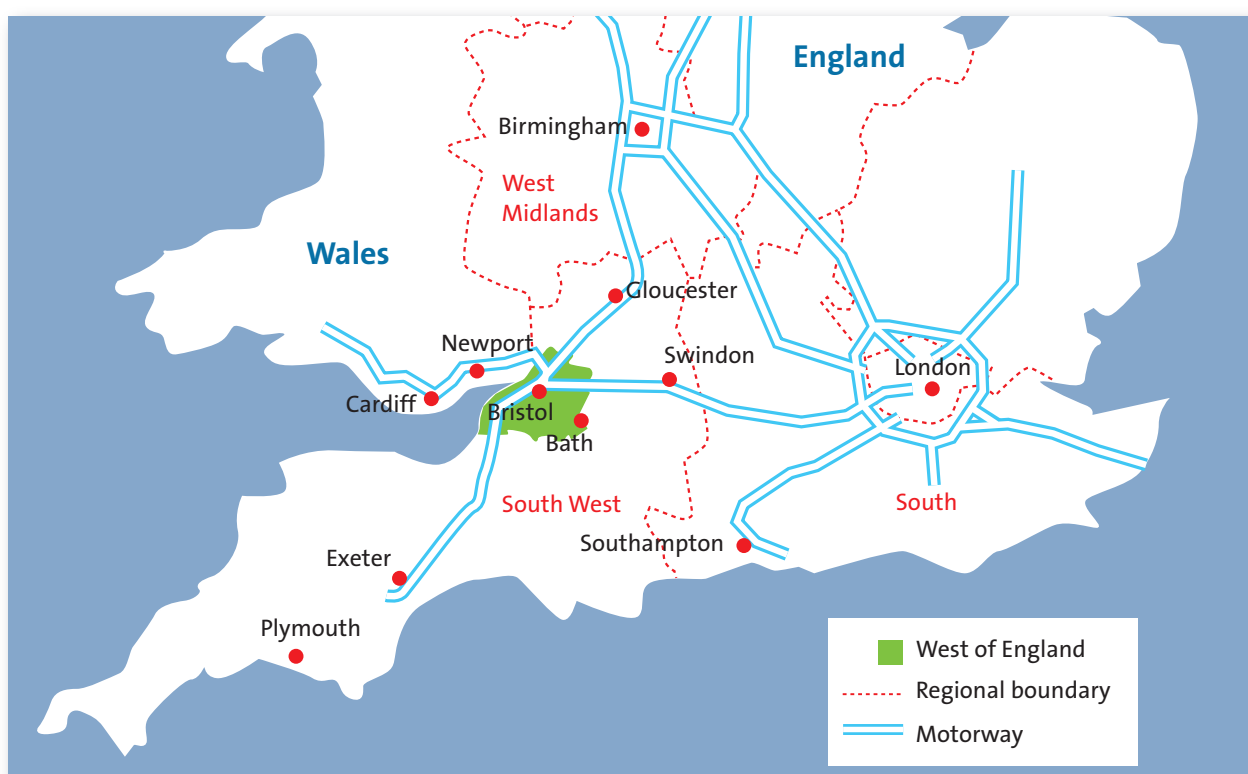 England
Birmingham
West
Midlands
Wales
Gloucester
Newport
Swindon
London
Cardiff
Bristol
Bath
South West
South
Southampton
Exeter
Plymouth
West of England
Regional boundary
Motorway